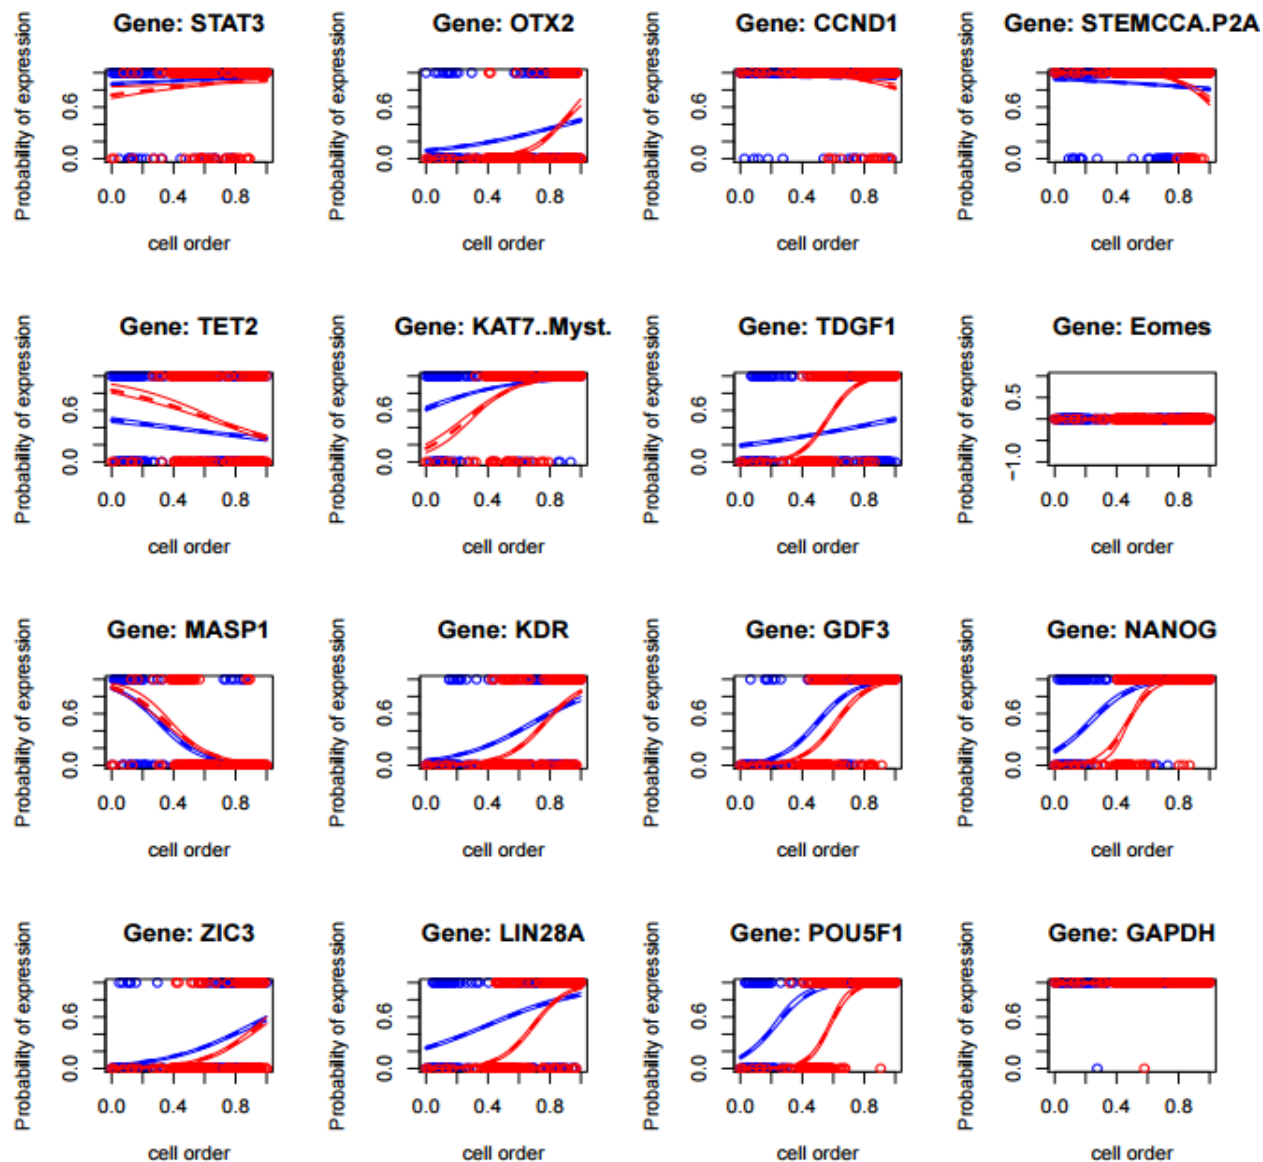 Gene: STAT3
Probability of expression
0.0 0.6
0.0 0.4 0.8
cell order
Gene: OTX2
Probability of expression
0.0 0.6
0.0 0.4 0.8
cell order
Gene: CCND1
Probability of expression
0.0 0.6
0.0 0.4 0.8
cell order
Gene: STEMCCA.P2A
Probability of expression
0.0 0.6
0.0 0.4 0.8
cell order
Gene: TET2
Probability of expression
0.0 0.6
0.0 0.4 0.8
cell order
Gene: KAT7..Myst.
Probability of expression
0.0 0.6
0.0 0.4 0.8
cell order
Gene: TDGF1
Probability of expression
0.0 0.6
0.0 0.4 0.8
cell order
Gene: Eomes
Probability of expression
−1.0 0.5
0.0 0.4 0.8
cell order
Gene: MASP1
Probability of expression
0.0 0.6
0.0 0.4 0.8
cell order
Gene: KDR
Probability of expression
0.0 0.6
0.0 0.4 0.8
cell order
Gene: GDF3
Probability of expression
0.0 0.6
0.0 0.4 0.8
cell order
Gene: NANOG
Probability of expression
0.0 0.6
0.0 0.4 0.8
cell order
Gene: ZIC3
Probability of expression
0.0 0.6
0.0 0.4 0.8
cell order
Gene: LIN28A
Probability of expression
0.0 0.6
0.0 0.4 0.8
cell order
Gene: POU5F1
Probability of expression
0.0 0.6
0.0 0.4 0.8
cell order
Gene: GAPDH
Probability of expression
0.0 0.6
0.0 0.4 0.8
cell order